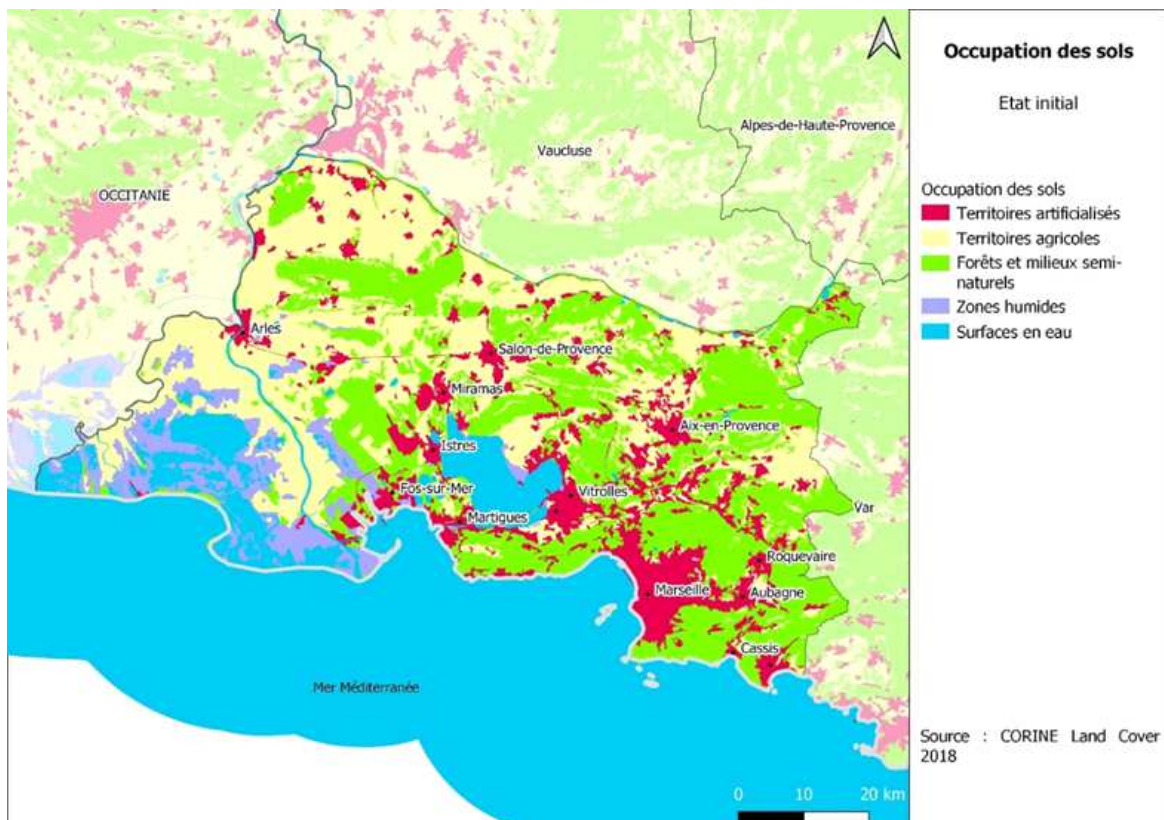 Occupation des sols
Etat initial
Occupation des sols
Territoires artificialisés
Territoires agricoles
Forêts et milieux semi-
naturels
Zones humides
Surfaces en eau
Source : CORINE Land Cover
2018
Alpes-de-Haute-Provence
Vaucluse
OCCITANIE
Arles
Salon-de-Provence
Miramas
Aix-en-Provence
Istres
Fos-sur-Mer
Vitrolles
Var
Martigues
Roquevaire
Marseille
Aubagne
Cassis
Mer Méditerranée
0 10 20 km